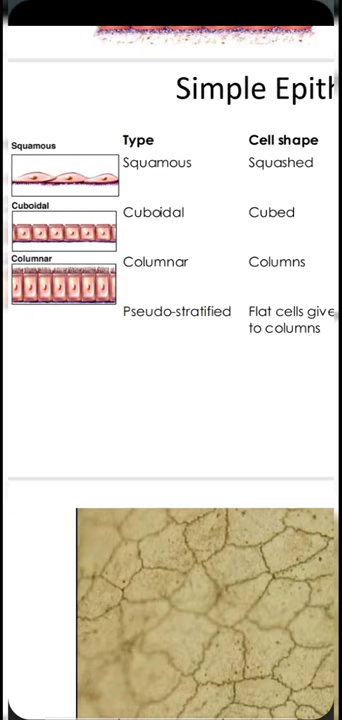 Simple Epith
Type Cell shape
Squamous
Squamous Squashed
Cuboidal
Cuboidal Cubed
Columnar
Columnar Columns
Pseudo-stratified Flat cells give
to columns